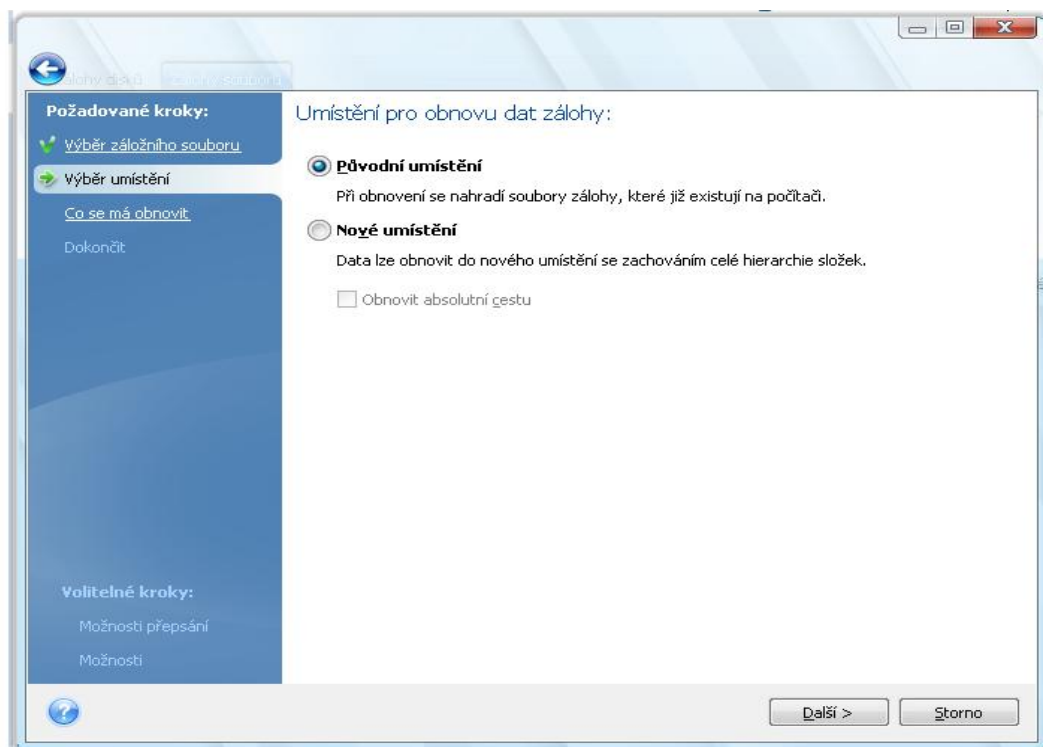 Požadované kroky:
Výběr záložního souboru
Výběr umístění
Co se má obnovit
Dokončit
Volitelné kroky:
Možnosti přepsání
Možnosti
Umístění pro obnovu dat zálohy:
Původní umístění
Při obnovení se nahradí soubory zálohy, které již existují na počítači.
Nové umístění
Data lze obnovit do nového umístění se zachováním celé hierarchie složek.
Obnovit absolutní cestu
Další >
Storno